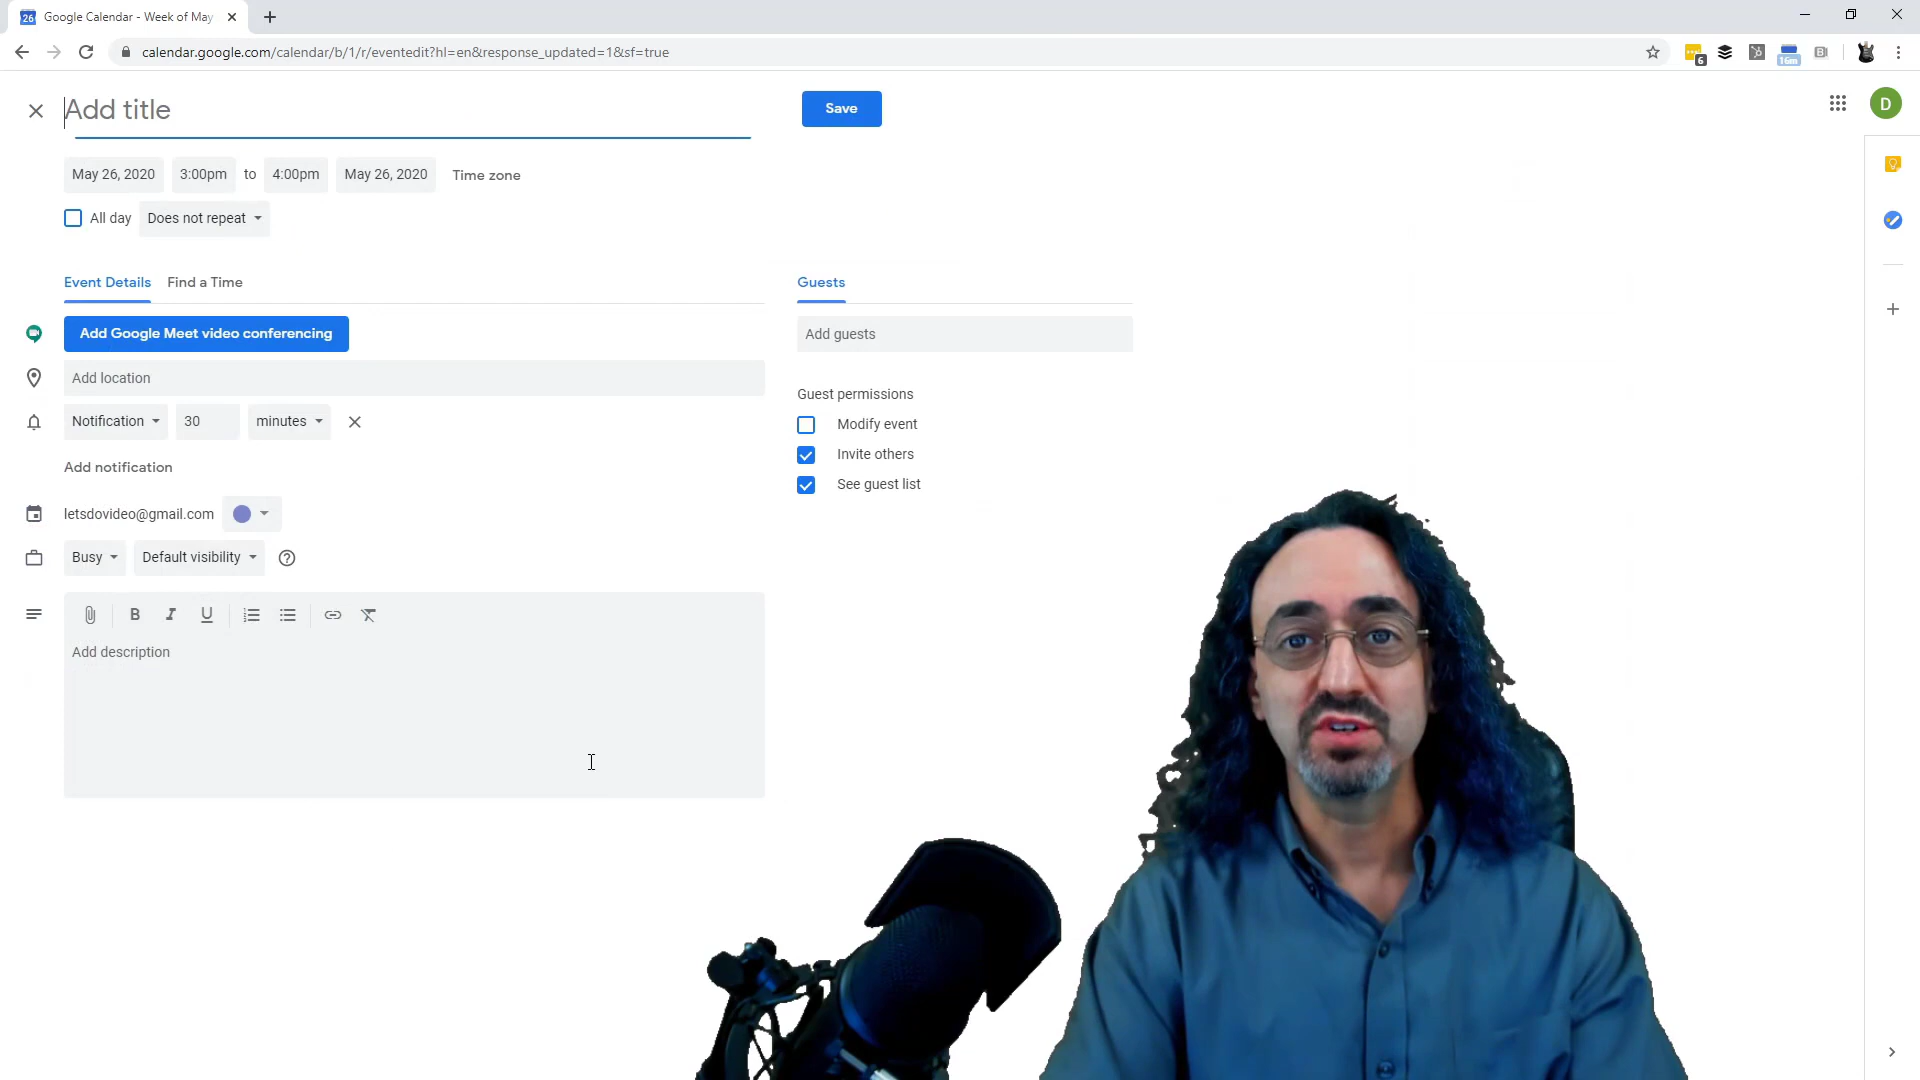 26 Google Calendar - Week of May
calendar.google.com/calendar/b/1/r/eventedit?hl=en&response_updated=1&sf=true
6
16m
Add title
Save
D
May 26, 2020 3:00pm to 4:00pm May 26, 2020 Time zone
All day Does not repeat
Event Details Find a Time
Guests
Add Google Meet video conferencing
Add guests
Add location
Guest permissions
Notification 30 minutes
Modify event
Invite others
Add notification
See guest list
letsdovideo@gmail.com
Busy Default visibility
B I U
Add description